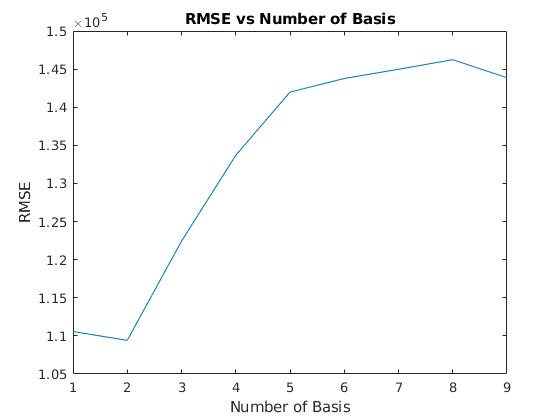 RMSE vs Number of Basis
×10⁵
1.5
1.45
1.4
1.35
1.3
1.25
1.2
1.15
1.1
1.05
RMSE
1 2 3 4 5 6 7 8 9
Number of Basis